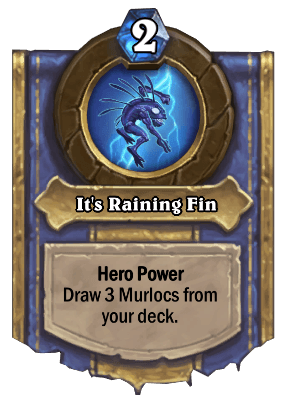 2
It's Raining Fin
Hero Power
Draw 3 Murlocs from
your deck.